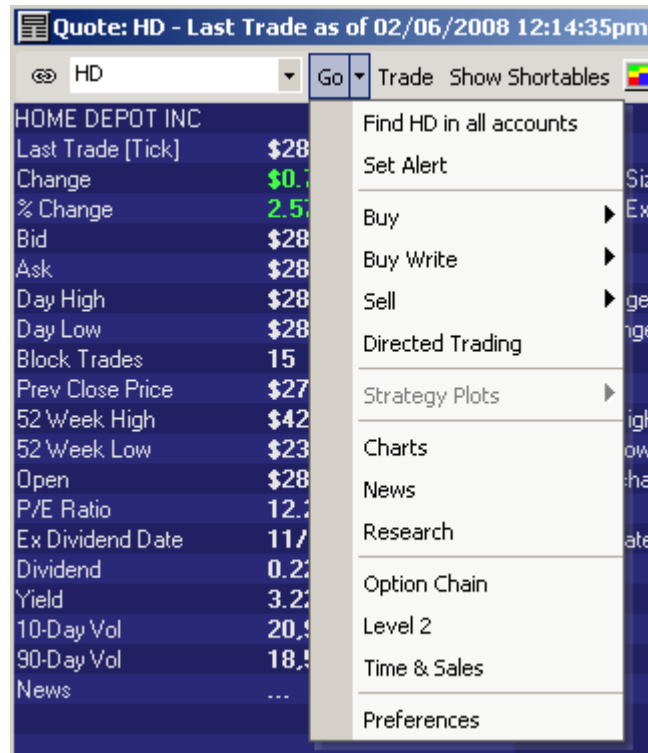 Quote: HD - Last Trade as of 02/06/2008 12:14:35pm
HD Go Trade Show Shortables
HOME DEPOT INC
Last Trade [Tick] $28
Change $0.
% Change 2.57
Bid $28
Ask $28
Day High $28
Day Low $28
Block Trades 15
Prev Close Price $27
52 Week High $42
52 Week Low $23
Open $28
P/E Ratio 12.2
Ex Dividend Date 11/
Dividend 0.22
Yield 3.22
10-Day Vol 20,
90-Day Vol 18,
News ...
Find HD in all accounts
Set Alert
Buy
Buy Write
Sell
Directed Trading
Strategy Plots
Charts
News
Research
Option Chain
Level 2
Time & Sales
Preferences